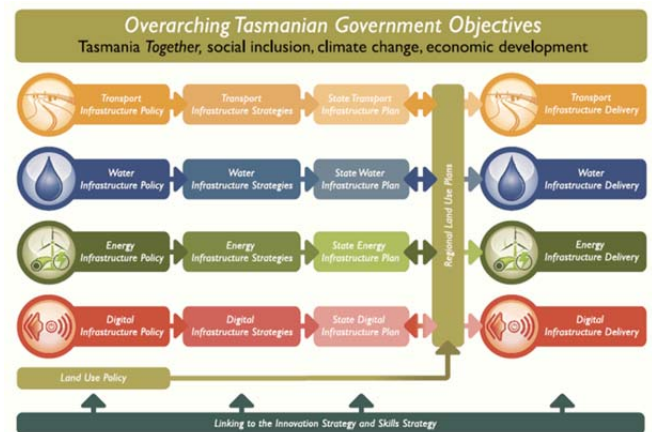 Overarching Tasmanian Government Objectives
Tasmania Together, social inclusion, climate change, economic development
Transport
Infrastructure Policy
Transport
Infrastructure Strategies
State Transport
Infrastructure Plan
Transport
Infrastructure Delivery
Water
Infrastructure Policy
Water
Infrastructure Strategies
State Water
Infrastructure Plan
Water
Infrastructure Delivery
Regional Land Use Plans
Energy
Infrastructure Policy
Energy
Infrastructure Strategies
State Energy
Infrastructure Plan
Energy
Infrastructure Delivery
Digital
Infrastructure Policy
Digital
Infrastructure Strategies
State Digital
Infrastructure Plan
Digital
Infrastructure Delivery
Land Use Policy
Linking to the Innovation Strategy and Skills Strategy